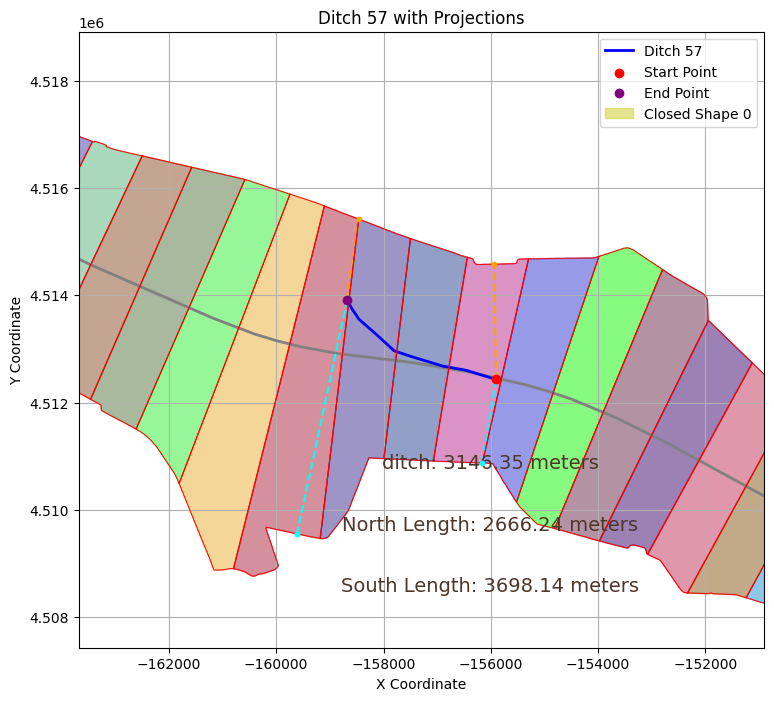 Ditch 57 with Projections
1e6
Ditch 57
Start Point
End Point
Closed Shape 0
4.518
4.516
4.514
4.512
4.510
4.508
Y Coordinate
ditch: 3145.35 meters
North Length: 2666.24 meters
South Length: 3698.14 meters
−162000 −160000 −158000 −156000 −154000 −152000
X Coordinate